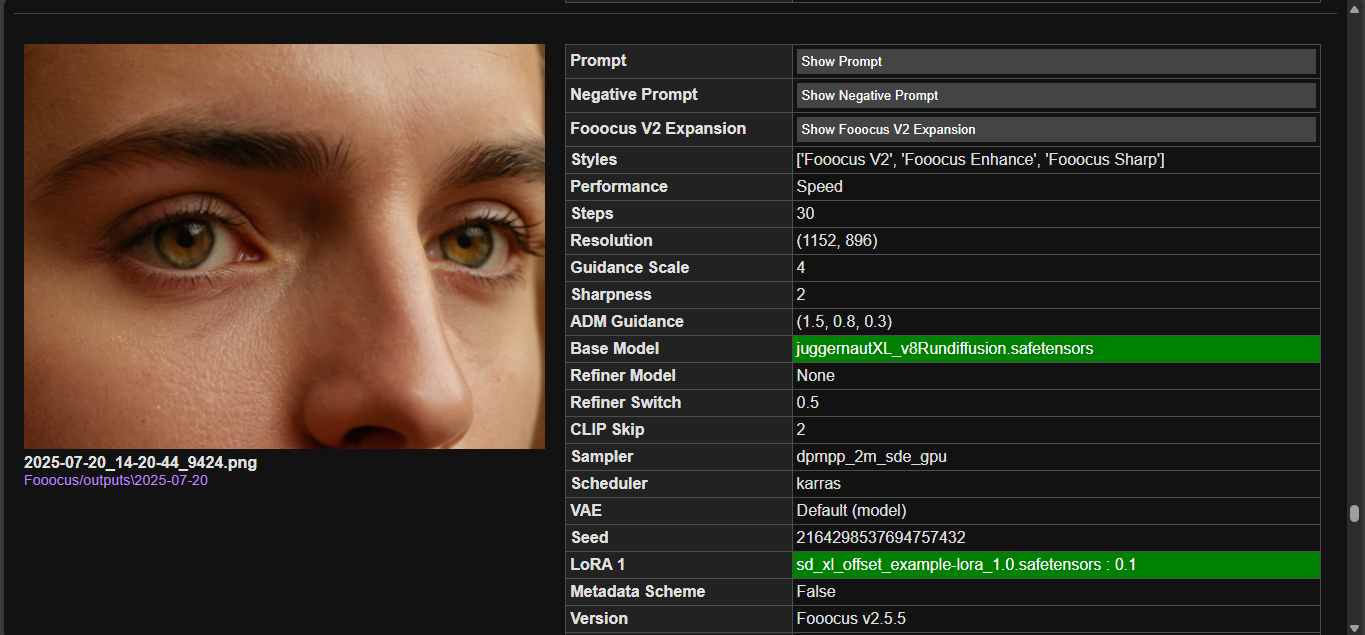 Prompt Show Prompt
Negative Prompt Show Negative Prompt
Fooocus V2 Expansion Show Fooocus V2 Expansion
Styles ['Fooocus V2', 'Fooocus Enhance', 'Fooocus Sharp']
Performance Speed
Steps 30
Resolution (1152, 896)
Guidance Scale 4
Sharpness 2
ADM Guidance (1.5, 0.8, 0.3)
Base Model juggernautXL_v8Rundiffusion.safetensors
Refiner Model None
Refiner Switch 0.5
CLIP Skip 2
Sampler dpmpp_2m_sde_gpu
Scheduler karras
VAE Default (model)
Seed 2164298537694757432
LoRA 1 sd_xl_offset_example-lora_1.0.safetensors : 0.1
Metadata Scheme False
Version Fooocus v2.5.5
2025-07-20_14-20-44_9424.png
Fooocus/outputs\2025-07-20